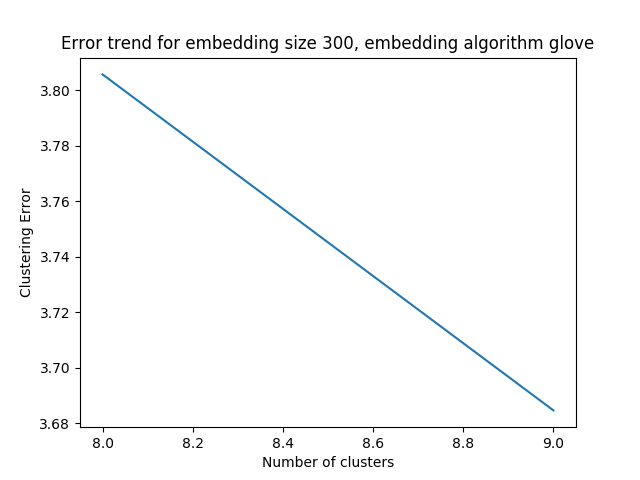 Error trend for embedding size 300, embedding algorithm glove
3.80
3.78
3.76
3.74
3.72
3.70
3.68
Clustering Error
8.0 8.2 8.4 8.6 8.8 9.0
Number of clusters